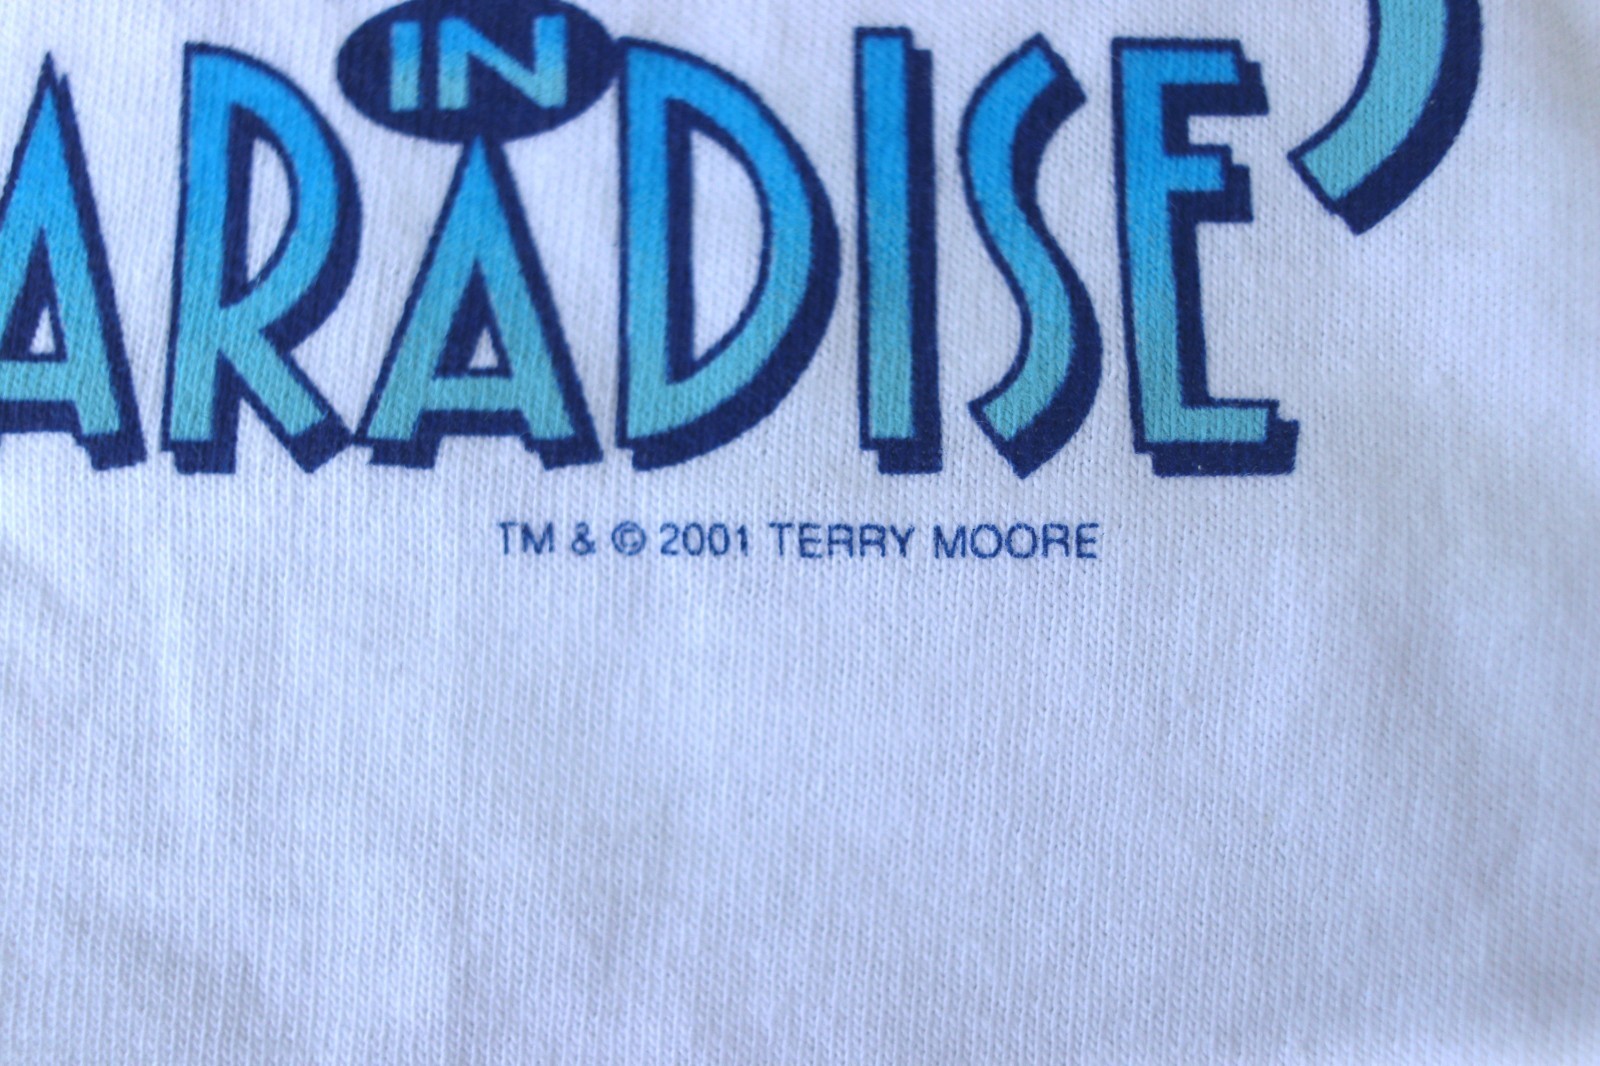 IN
ARADISE
TM & © 2001 TERRY MOORE